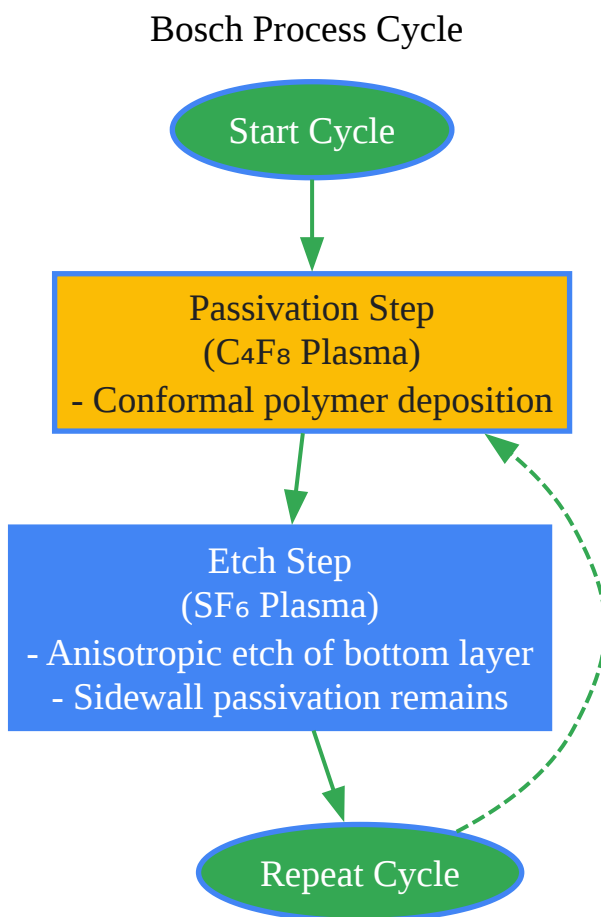 Bosch Process Cycle
Start Cycle
Passivation Step
(C₄F₈ Plasma)
- Conformal polymer deposition
Etch Step
(SF₆ Plasma)
- Anisotropic etch of bottom layer
- Sidewall passivation remains
Repeat Cycle